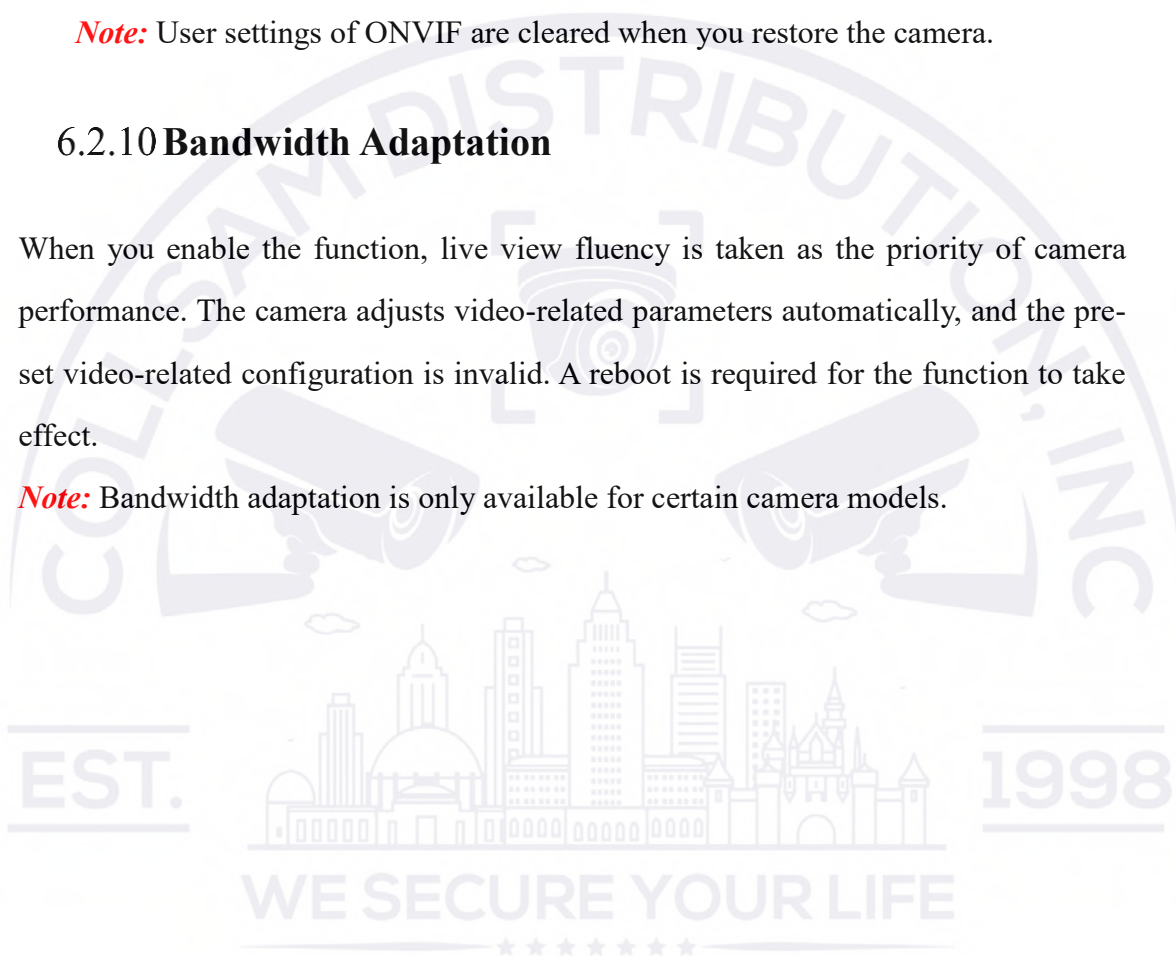 Note: User settings of ONVIF are cleared when you restore the camera.
6.2.10 Bandwidth Adaptation
When you enable the function, live view fluency is taken as the priority of camera
performance. The camera adjusts video-related parameters automatically, and the pre-
set video-related configuration is invalid. A reboot is required for the function to take
effect.
Note: Bandwidth adaptation is only available for certain camera models.
COLLSAM DISTRIBUTION, INC
EST.
1998
WE SECURE YOUR LIFE